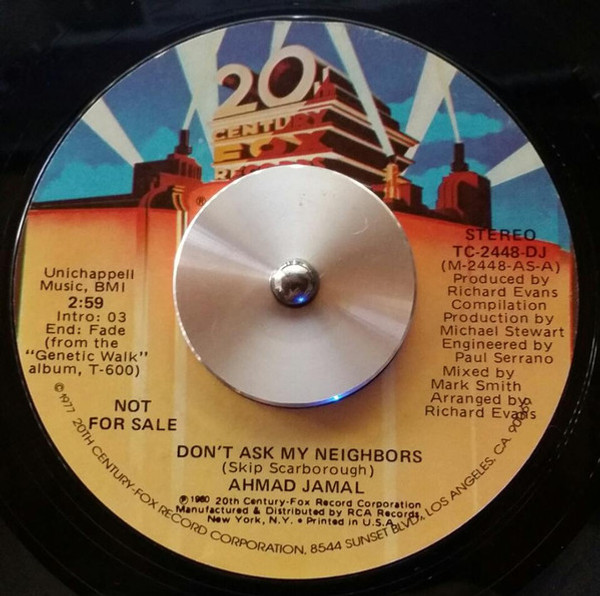 20th
CENTURY
FOX
RECORDS
®
STEREO
TC-2448-DJ
(M-2448-AS-A)
Produced by
Richard Evans
Compilation
Production by
Michael Stewart
Engineered by
Paul Serrano
Mixed by
Mark Smith
Arranged by
Richard Evans
Unichappell
Music, BMI
2:59
Intro: 03
End: Fade
(from the
"Genetic Walk"
album, T-600)
NOT
FOR SALE
DON'T ASK MY NEIGHBORS
(Skip Scarborough)
AHMAD JAMAL
℗ 1980 20th Century-Fox Record Corporation
Manufactured & Distributed by RCA Records,
New York, N.Y. • Printed in U.S.A.
© 1977 20TH CENTURY-FOX RECORD CORPORATION, 8544 SUNSET BLVD., LOS ANGELES, CA. 90069